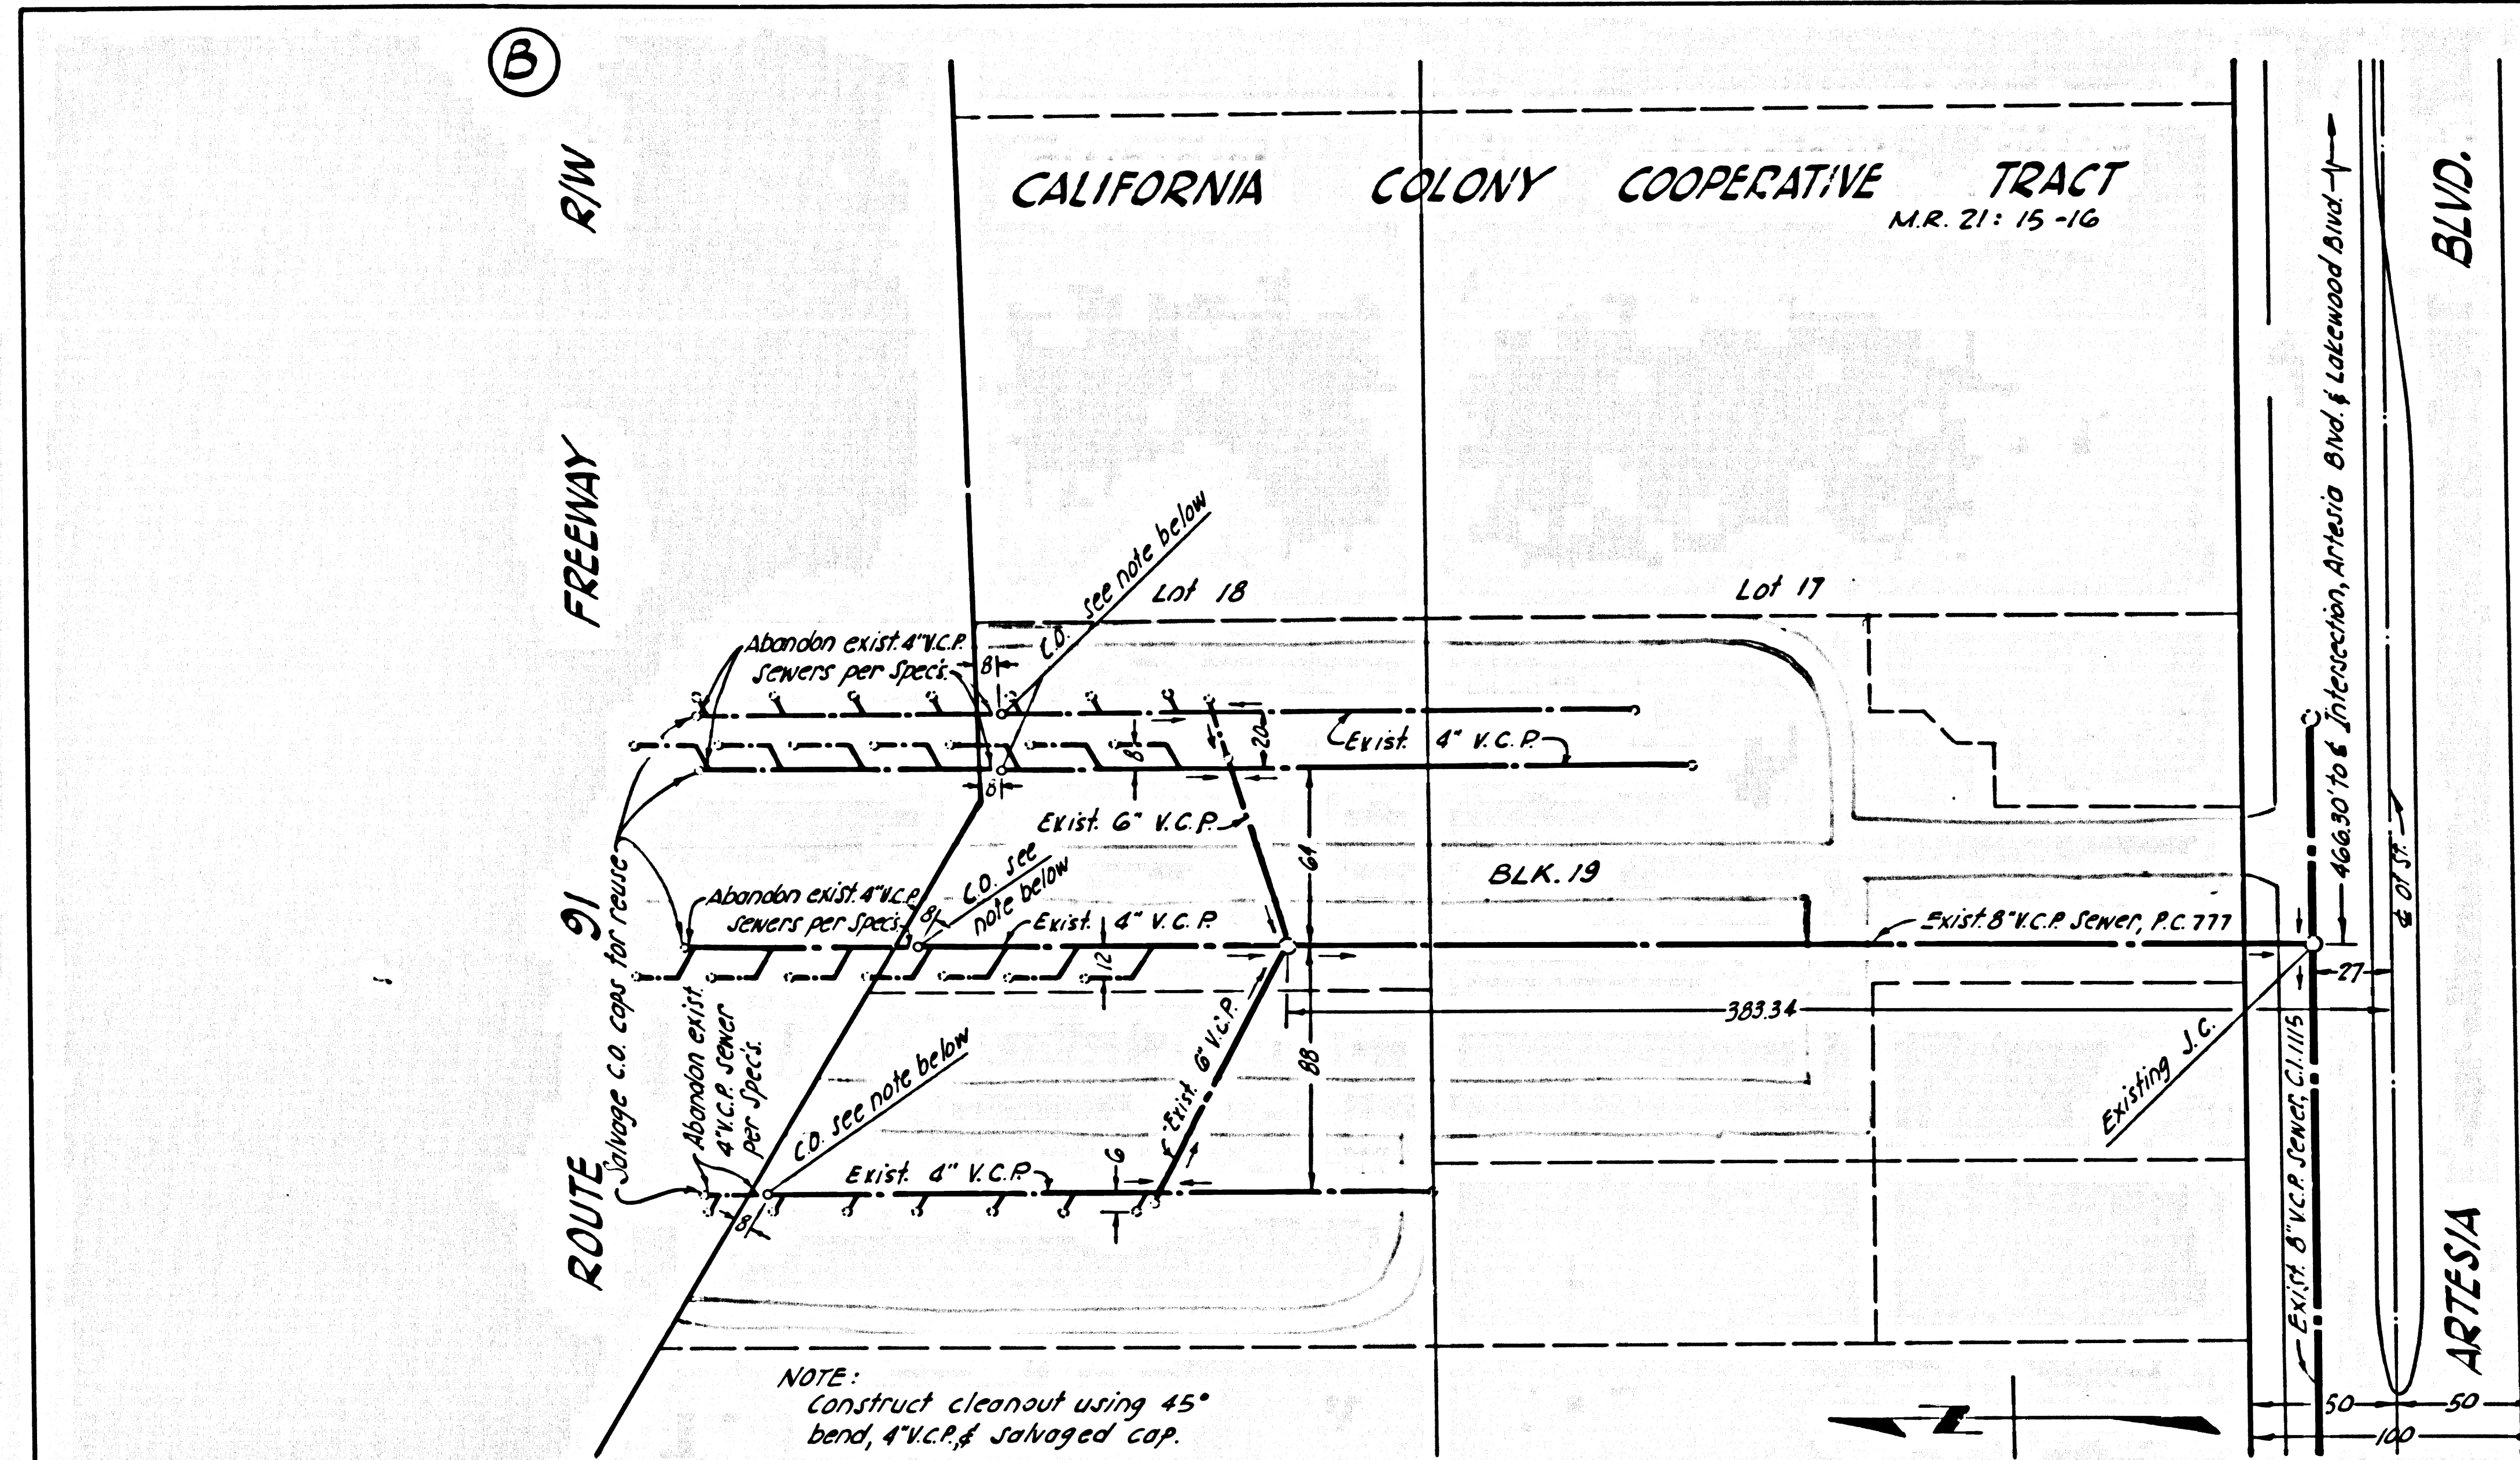 B
R/W
FREEWAY
91
ROUTE
CALIFORNIA COLONY COOPERATIVE TRACT
M.R. 21: 15-16
BLVD.
ARTESIA
466.30' to ℄ Intersection, Artesia Blvd. & Lakewood Blvd.
℄ of St.
Lot 18
Lot 17
C.O. see note below
Abandon exist. 4" V.C.P.
sewers per Spec's.
8
8
8
20
Exist. 4" V.C.P.
Exist. 6" V.C.P.
64
BLK. 19
Salvage C.O. caps for reuse
Abandon exist. 4" V.C.P.
sewers per Spec's.
8
C.O. see
note below
Exist. 4" V.C.P.
12
Exist. 8" V.C.P. Sewer, P.C. 777
27
383.34
Existing J.C.
Exist. 8" V.C.P. Sewer, C.I. 1115
Abandon exist.
4" V.C.P. sewer
per Spec's.
C.O. see note below
Exist. 6" V.C.P.
88
Exist. 4" V.C.P.
6
8
NOTE:
Construct cleanout using 45°
bend, 4" V.C.P., & salvaged cap.
Z
50
50
100